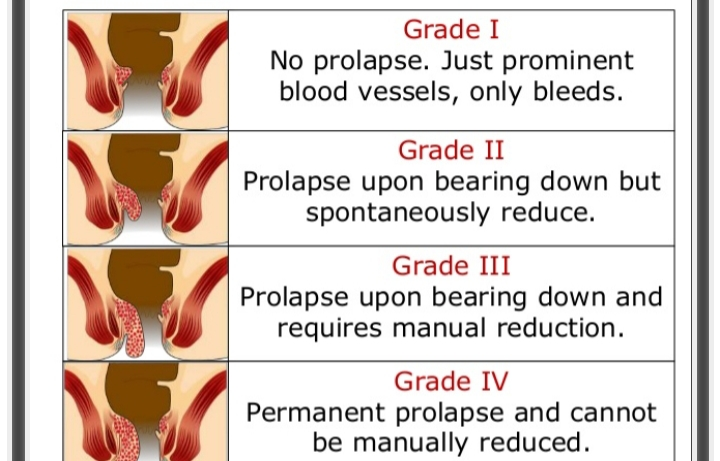 Grade I
No prolapse. Just prominent
blood vessels, only bleeds.
Grade II
Prolapse upon bearing down but
spontaneously reduce.
Grade III
Prolapse upon bearing down and
requires manual reduction.
Grade IV
Permanent prolapse and cannot
be manually reduced.